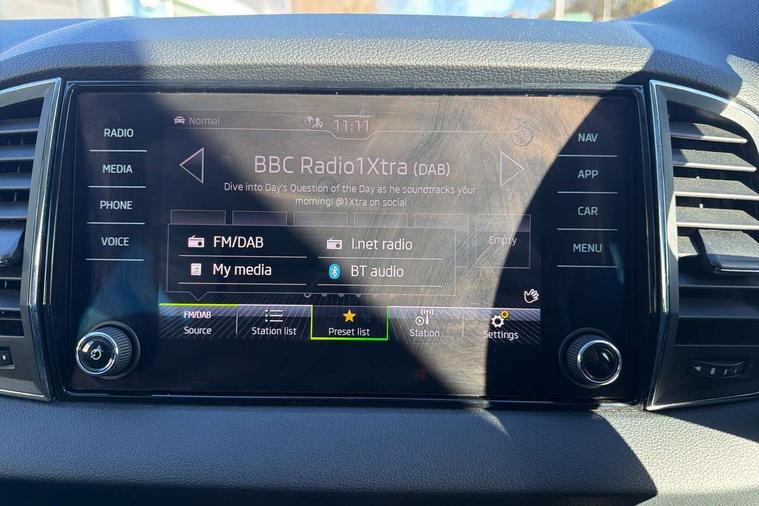 RADIO
MEDIA
PHONE
VOICE
Normal
11:11
BBC Radio1Xtra (DAB)
Dive into Day's Question of the Day as he soundtracks your
morning! @1Xtra on social
FM/DAB
I.net radio
My media
BT audio
Empty
FM/DAB
Source
Station list
Preset list
Station
Settings
NAV
APP
CAR
MENU